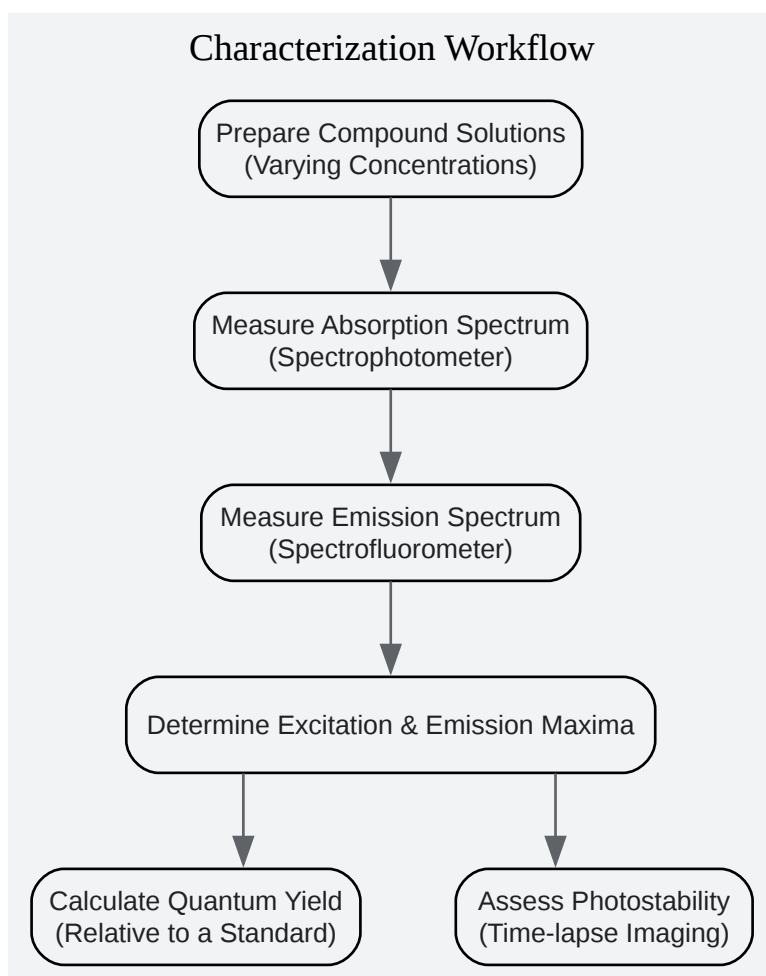 Characterization Workflow
Prepare Compound Solutions
(Varying Concentrations)
Measure Absorption Spectrum
(Spectrophotometer)
Measure Emission Spectrum
(Spectrofluorometer)
Determine Excitation & Emission Maxima
Calculate Quantum Yield
(Relative to a Standard)
Assess Photostability
(Time-lapse Imaging)